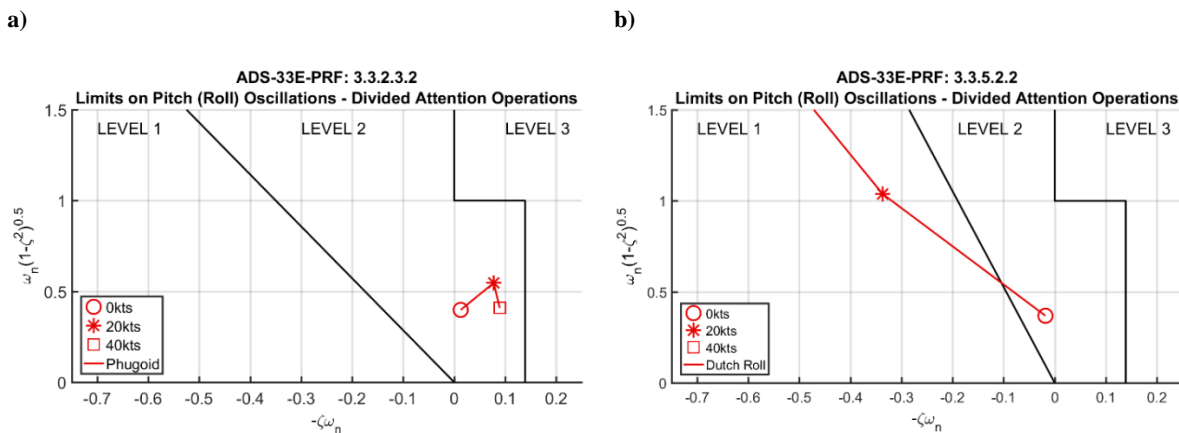 a)
ADS-33E-PRF: 3.3.2.3.2
Limits on Pitch (Roll) Oscillations - Divided Attention Operations
1.5
LEVEL 1
LEVEL 2
LEVEL 3
1
ωn(1-ζ²)^0.5
0.5
0kts
20kts
40kts
Phugoid
0
-0.7
-0.6
-0.5
-0.4
-0.3
-0.2
-0.1
0
0.1
0.2
-ζωn
b)
ADS-33E-PRF: 3.3.5.2.2
Limits on Pitch (Roll) Oscillations - Divided Attention Operations
1.5
LEVEL 1
LEVEL 2
LEVEL 3
1
ωn(1-ζ²)^0.5
0.5
0kts
20kts
40kts
Dutch Roll
0
-0.7
-0.6
-0.5
-0.4
-0.3
-0.2
-0.1
0
0.1
0.2
-ζωn